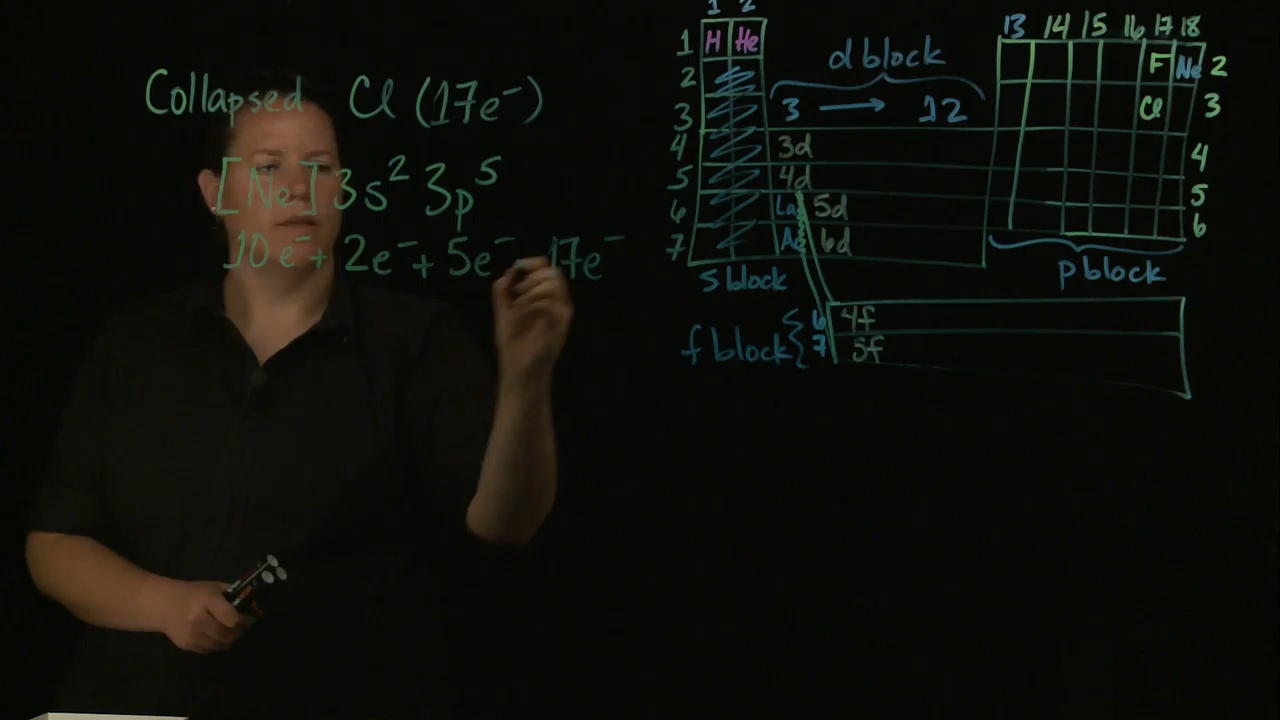 Collapsed Cl (17e⁻)
[Ne] 3s² 3p⁵
10e⁻ + 2e⁻ + 5e⁻ 17e⁻
1 2
1 H He
2
3
4
5
6
7
s block
d block
3 → 12
3d
4d
La 5d
Ac 6d
13 14 15 16 17 18
F Ne 2
Cl 3
4
5
6
p block
f block
6 4f
7 5f